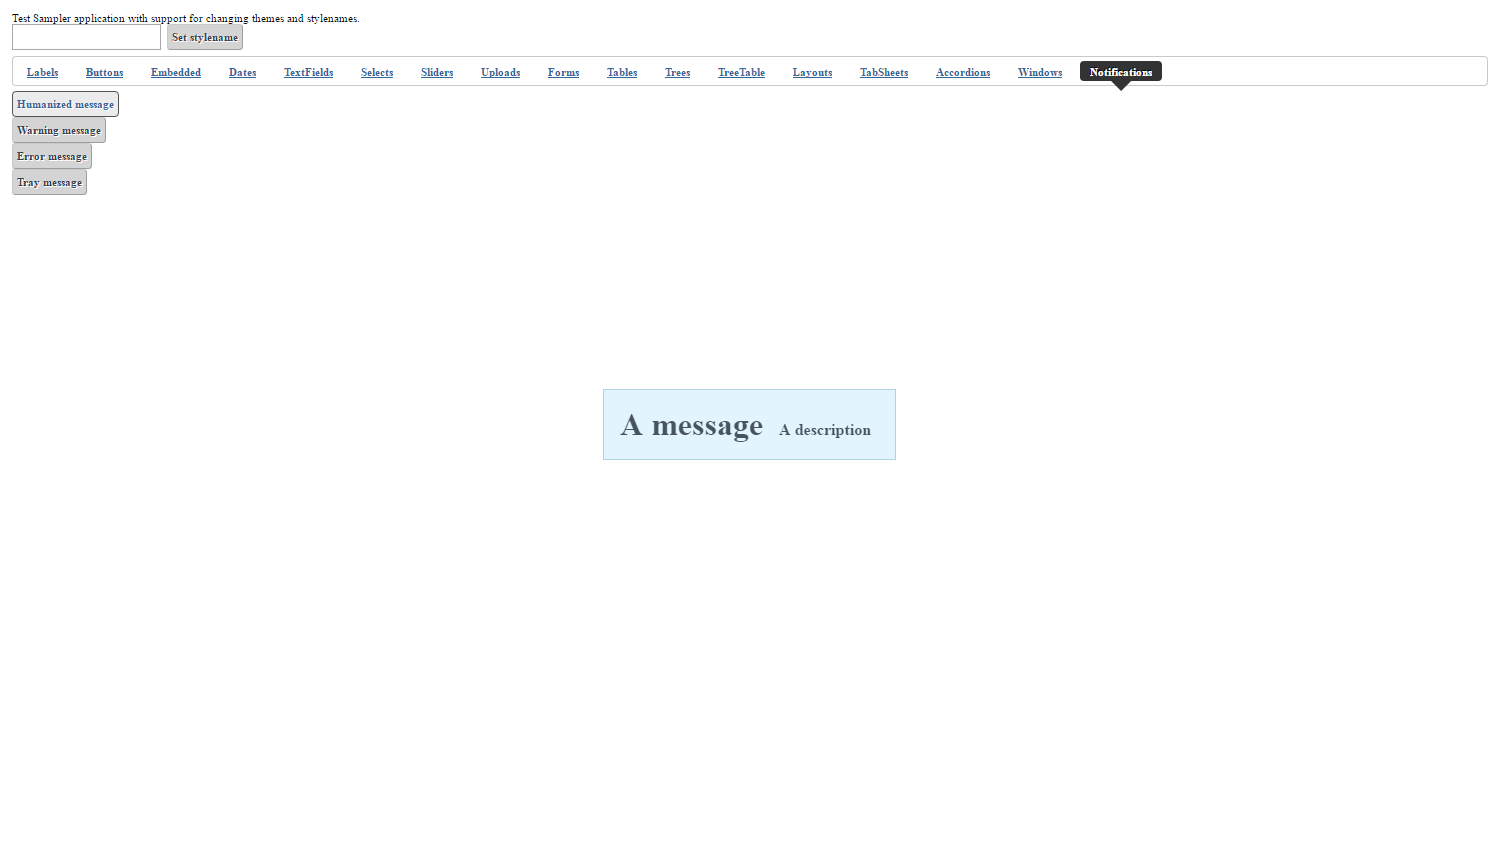 Test Sampler application with support for changing themes and stylenames.
Set stylename
Labels Buttons Embedded Dates TextFields Selects Sliders Uploads Forms Tables Trees TreeTable Layouts TabSheets Accordions Windows Notifications
Humanized message
Warning message
Error message
Tray message
A message A description